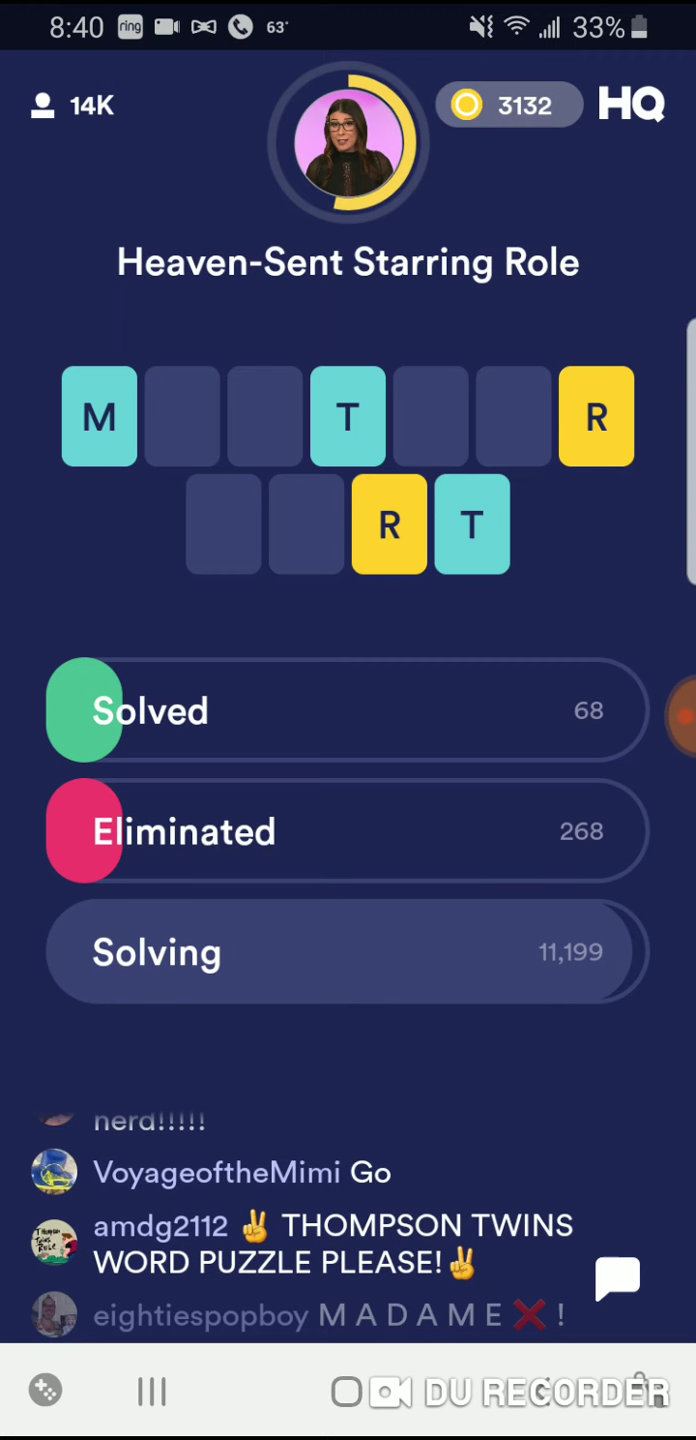 8:40 ring 63° 33%
14K 3132 HQ
Heaven-Sent Starring Role
M T R
R T
Solved 68
Eliminated 268
Solving 11,199
nerd!!!!!
VoyageoftheMimi Go
amdg2112 ✌ THOMPSON TWINS
WORD PUZZLE PLEASE!✌
eightiespopboy M A D A M E ❌ !
DU RECORDER